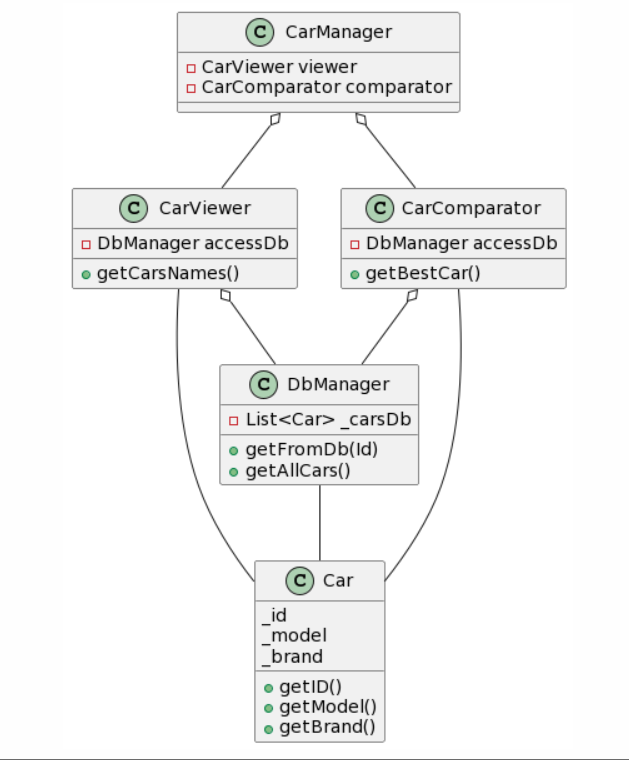 C CarManager
CarViewer viewer
CarComparator comparator
C CarViewer
DbManager accessDb
getCarsNames()
C CarComparator
DbManager accessDb
getBestCar()
C DbManager
List<Car> _carsDb
getFromDb(Id)
getAllCars()
C Car
_id
_model
_brand
getID()
getModel()
getBrand()